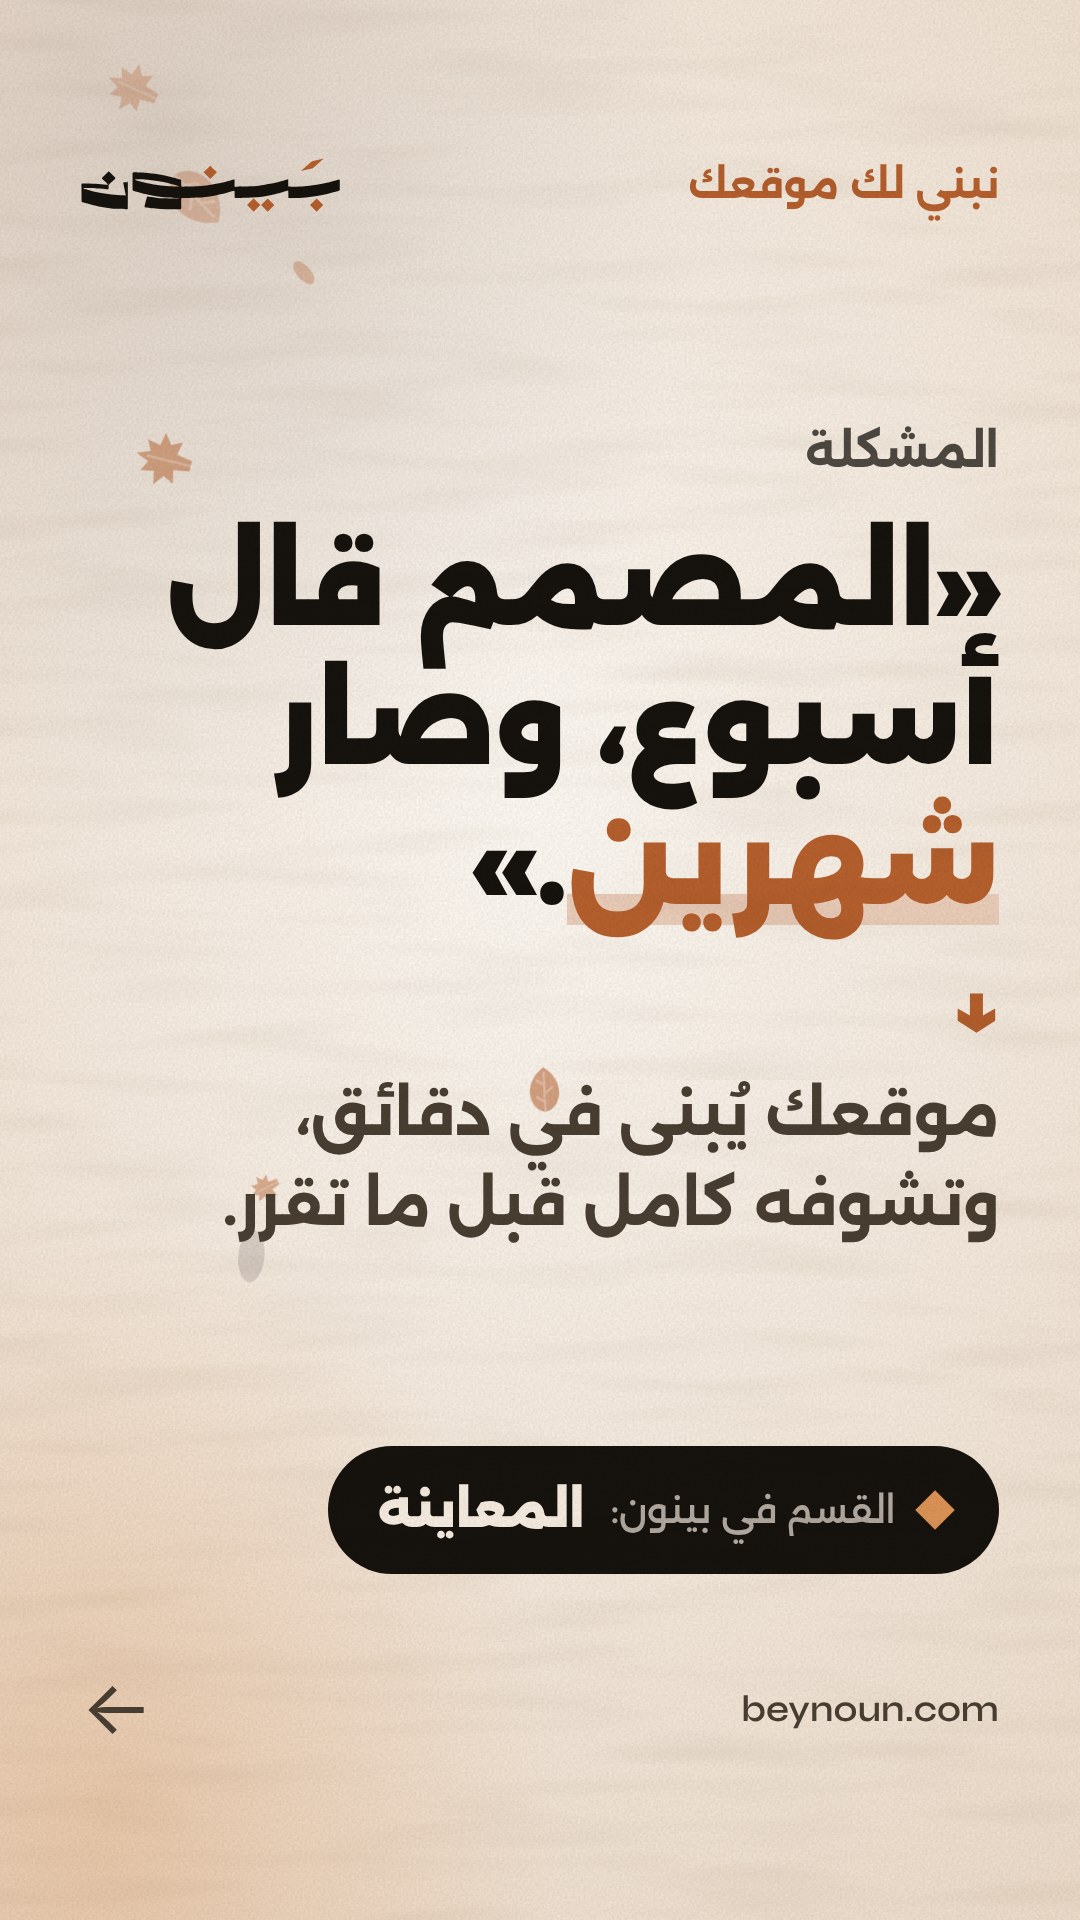 نبني لك موقعك
بَينون
المشكلة
«المصمم قال
أسبوع، وصار
شهرين.»
موقعك يُبنى في دقائق،
وتشوفه كامل قبل ما تقرر.
القسم في بينون: المعاينة
beynoun.com